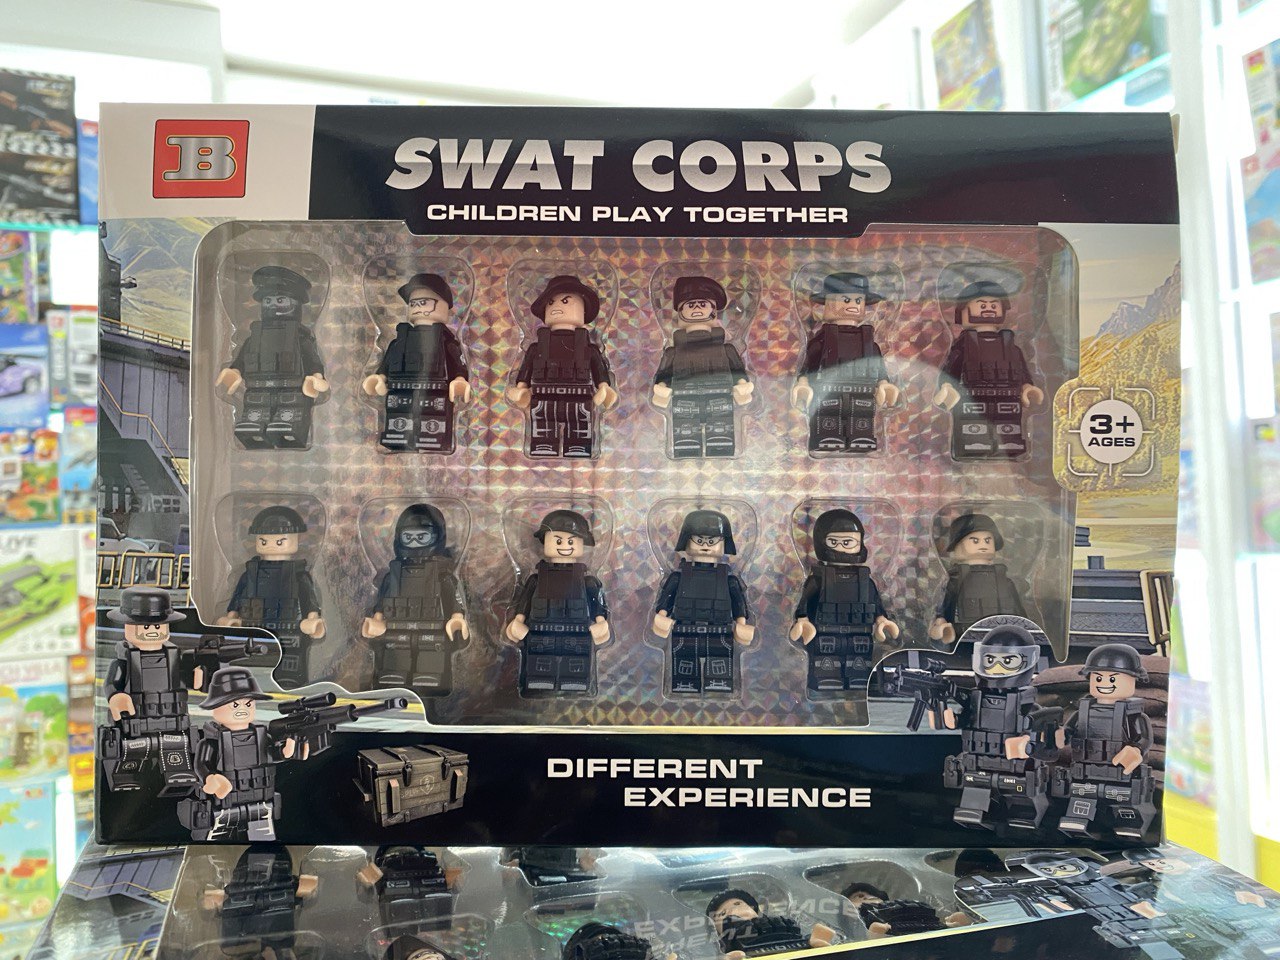 B
SWAT CORPS
CHILDREN PLAY TOGETHER
3+
AGES
DIFFERENT
EXPERIENCE